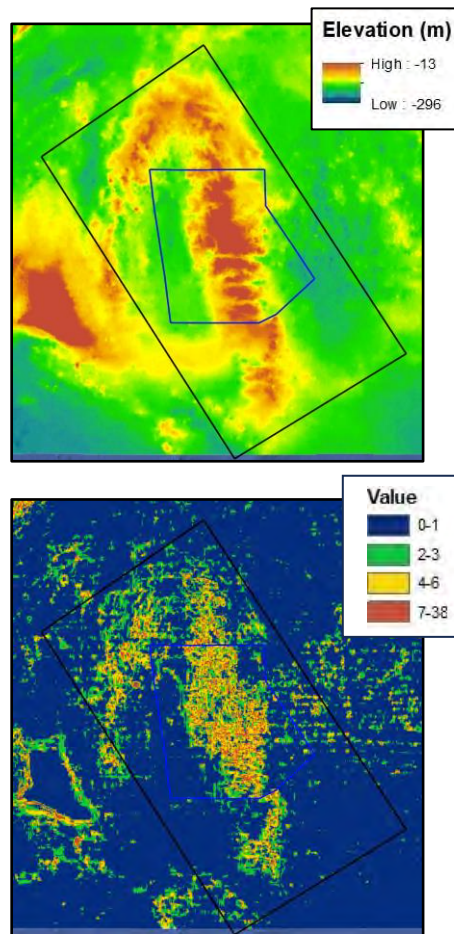 Elevation (m)
High : -13
Low : -296
Value
0-1
2-3
4-6
7-38